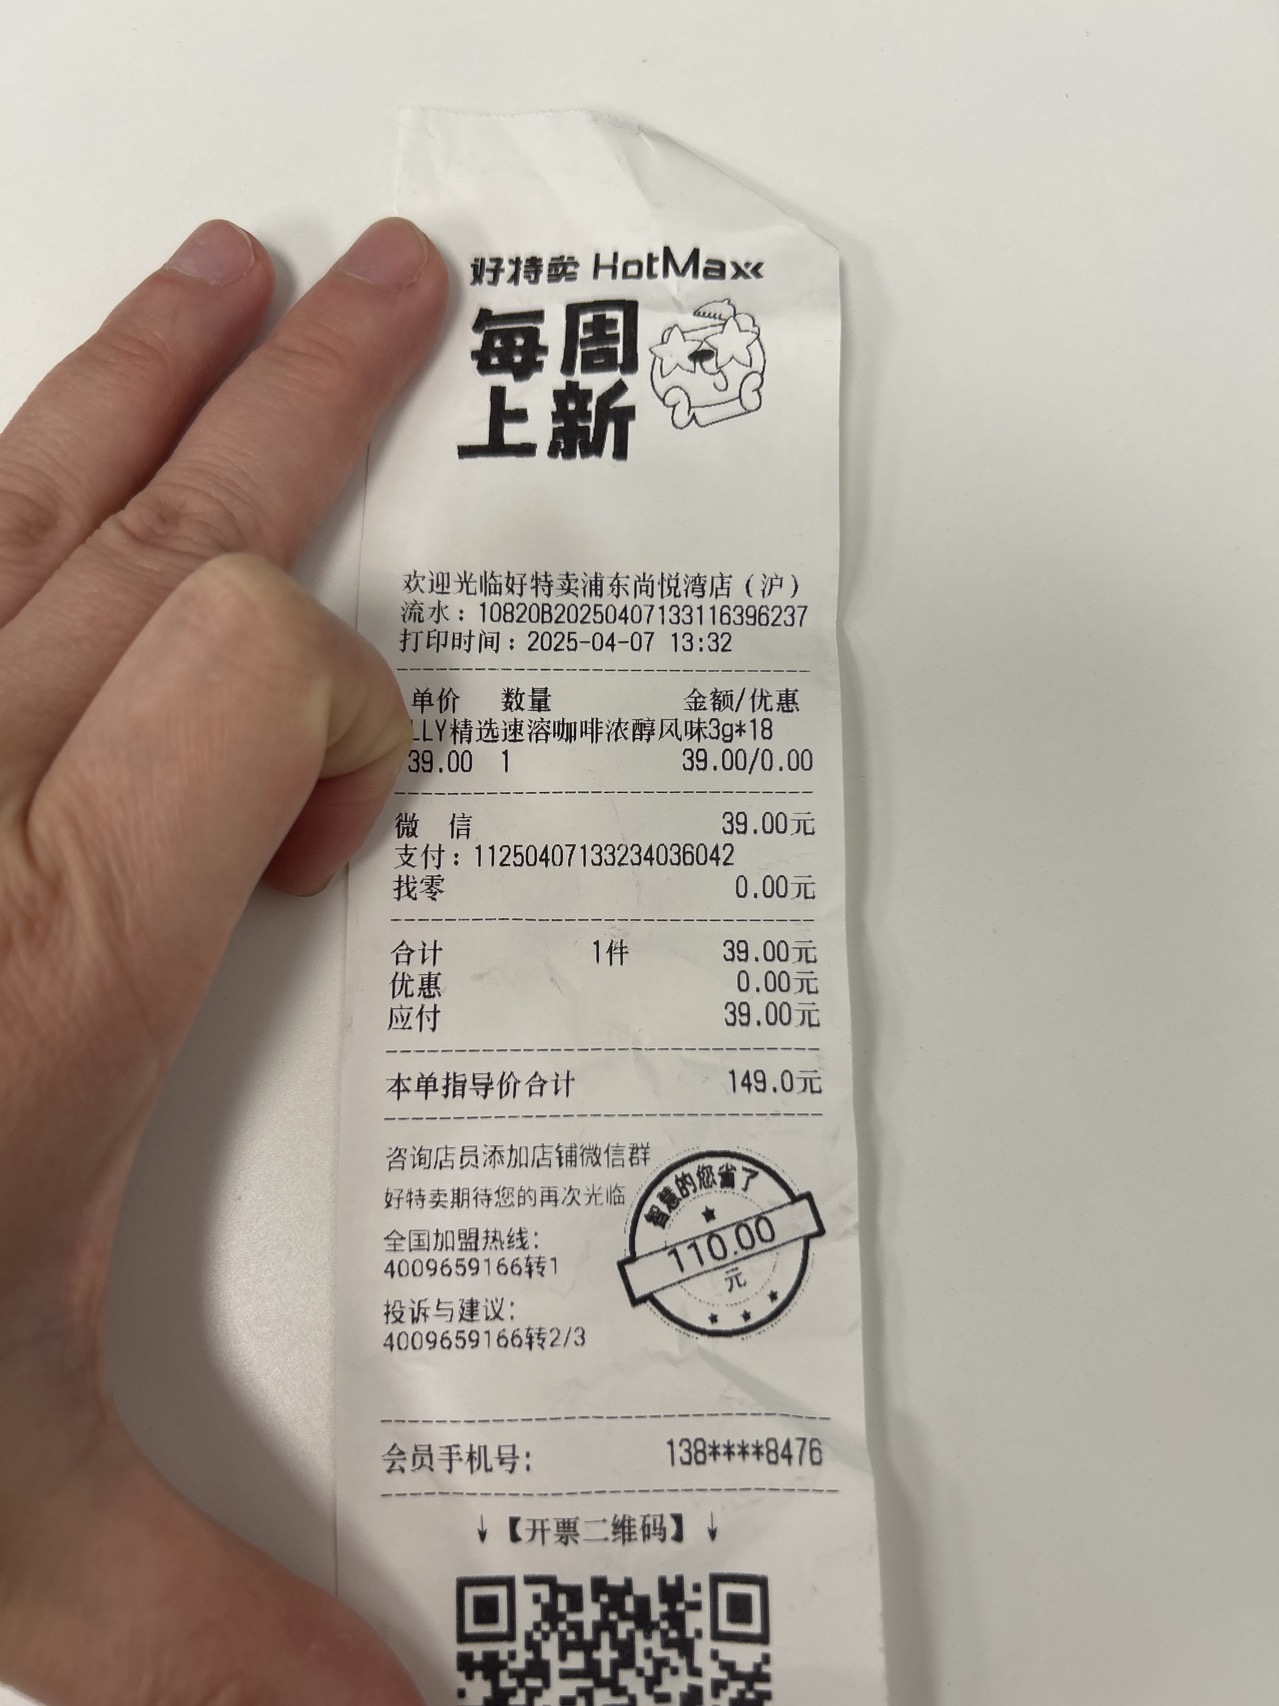 好特卖 HotMaxx
每周
上新
欢迎光临好特卖浦东尚悦湾店（沪）
流水：10820B20250407133116396237
打印时间：2025-04-07 13:32
单价 数量 金额/优惠
LLY精选速溶咖啡浓醇风味3g*18
39.00 1 39.00/0.00
微 信 39.00元
支付：11250407133234036042
找零 0.00元
合计 1件 39.00元
优惠 0.00元
应付 39.00元
本单指导价合计 149.0元
咨询店员添加店铺微信群
好特卖期待您的再次光临
全国加盟热线：
4009659166转1
投诉与建议：
4009659166转2/3
智慧的您省了
110.00
元
会员手机号： 138****8476
↓【开票二维码】↓